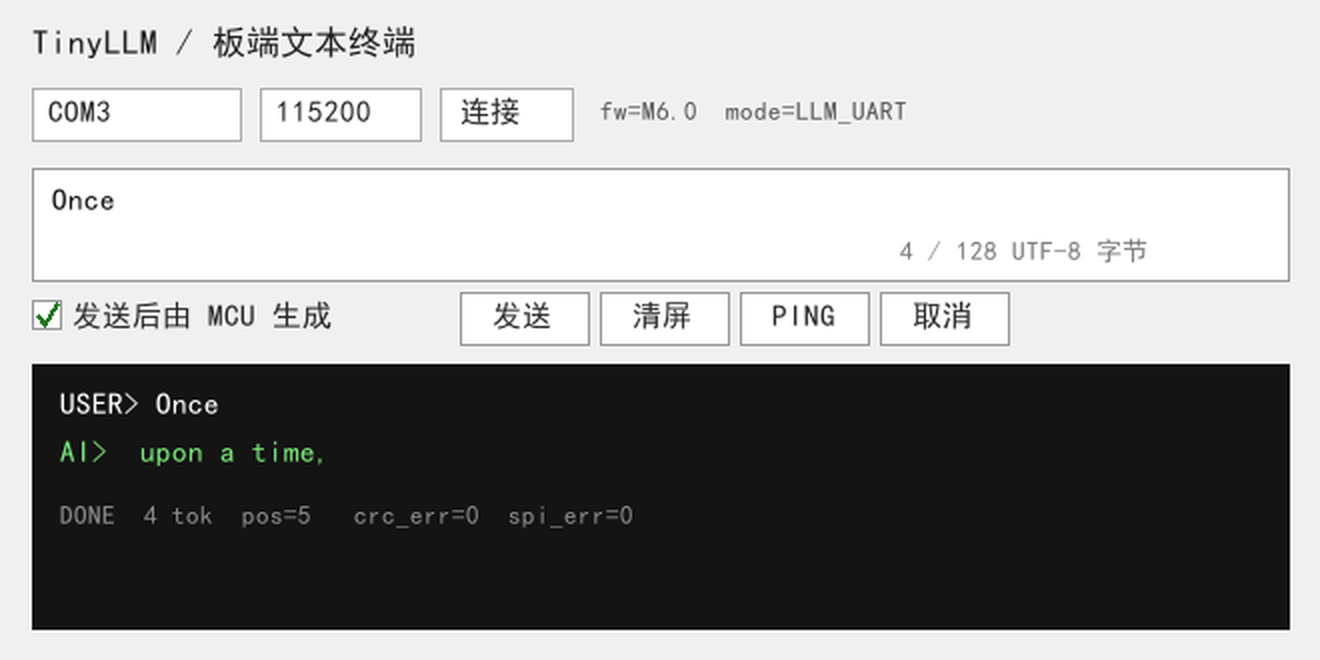 TinyLLM / 板端文本终端
COM3 115200 连接 fw=M6.0 mode=LLM_UART
Once
4 / 128 UTF-8 字节
发送后由 MCU 生成 发送 清屏 PING 取消
USER> Once
AI> upon a time,
DONE 4 tok pos=5 crc_err=0 spi_err=0